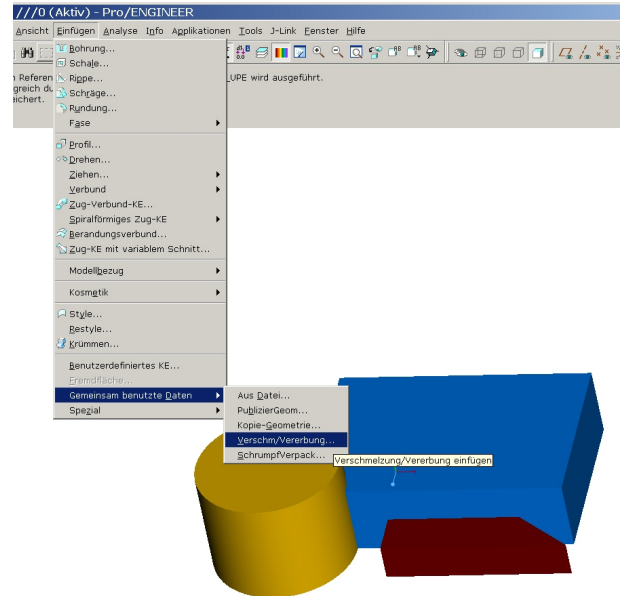 ///0 (Aktiv) - Pro/ENGINEER
Ansicht Einfügen Analyse Info Applikationen Tools J-Link Fenster Hilfe
n Referen
_UPE wird ausgeführt.
greich du
eichert.
Bohrung...
Schale...
Rippe...
Schräge...
Rundung...
Fase
Profil...
Drehen...
Ziehen...
Verbund
Zug-Verbund-KE...
Spiralförmiges Zug-KE
Berandungsverbund...
Zug-KE mit variablem Schnitt...
Modellbezug
Kosmetik
Style...
Restyle...
Krümmen...
Benutzerdefiniertes KE...
Fremdfläche...
Gemeinsam benutzte Daten
Spezial
Aus Datei...
PublizierGeom...
Kopie-Geometrie...
Verschm/Vererbung...
SchrumpfVerpack...
Verschmelzung/Vererbung einfügen